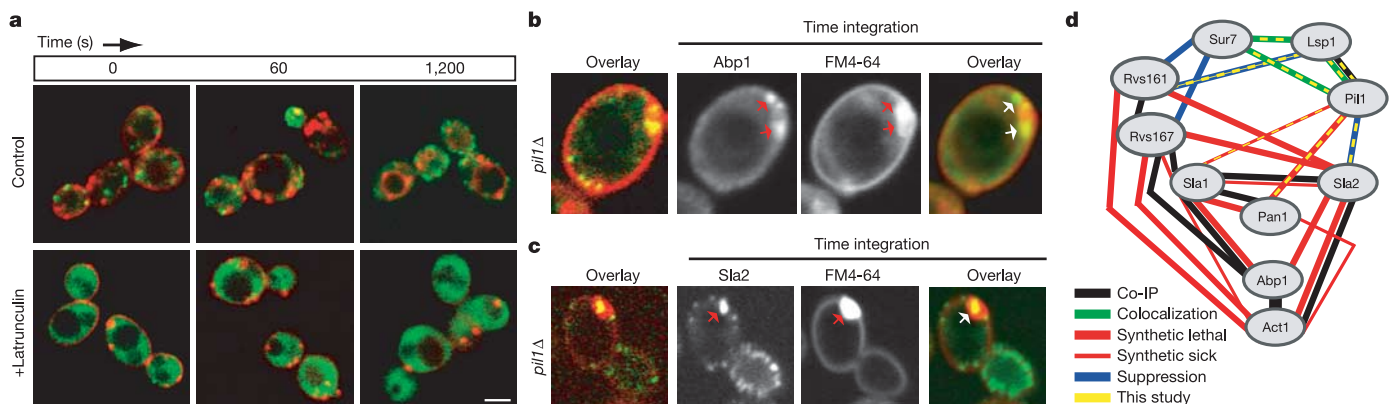 a
Time (s)
0 60 1,200
Control
+Latrunculin
b
Time integration
Overlay Abp1 FM4-64 Overlay
pil1Δ
c
Time integration
Overlay Sla2 FM4-64 Overlay
pil1Δ
d
Sur7 Lsp1
Rvs161
Pil1
Rvs167
Sla1 Sla2
Pan1
Abp1
Act1
Co-IP
Colocalization
Synthetic lethal
Synthetic sick
Suppression
This study